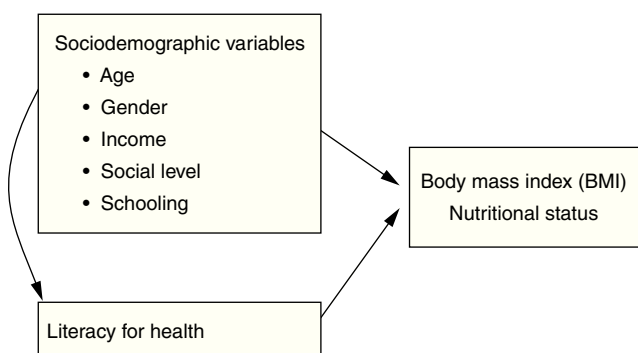 Sociodemographic variables
• Age
• Gender
• Income
• Social level
• Schooling
Body mass index (BMI)
Nutritional status
Literacy for health